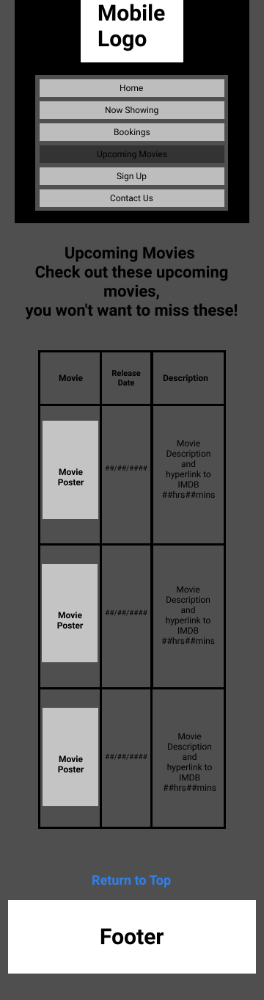 Mobile
Logo
Home
Now Showing
Bookings
Upcoming Movies
Sign Up
Contact Us
Upcoming Movies
Check out these upcoming
movies,
you won't want to miss these!
Movie
Release
Date
Description
Movie
Poster
##/##/####
Movie
Description
and
hyperlink to
IMDB
##hrs##mins
Movie
Poster
##/##/####
Movie
Description
and
hyperlink to
IMDB
##hrs##mins
Movie
Poster
##/##/####
Movie
Description
and
hyperlink to
IMDB
##hrs##mins
Return to Top
Footer